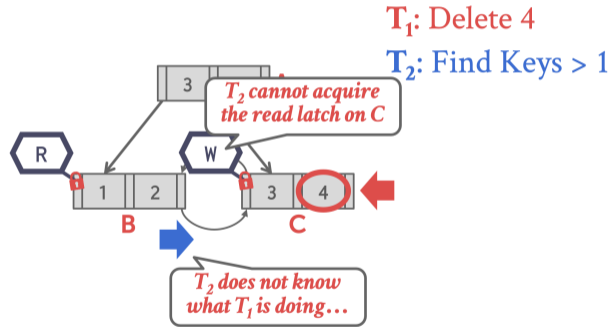 T₁: Delete 4
T₂: Find Keys > 1
3
T₂ cannot acquire
the read latch on C
R
W
1 2
3 4
B
C
T₂ does not know
what T₁ is doing…